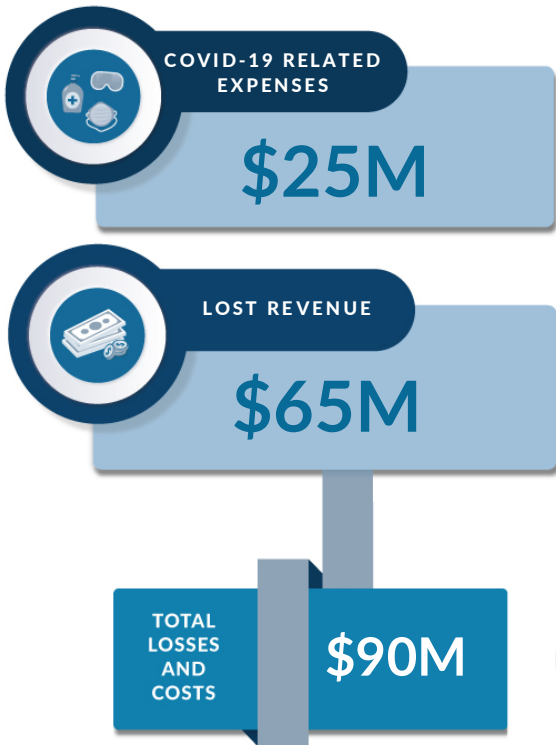 COVID-19 RELATED
EXPENSES
$25M
LOST REVENUE
$65M
TOTAL
LOSSES
AND
COSTS
$90M